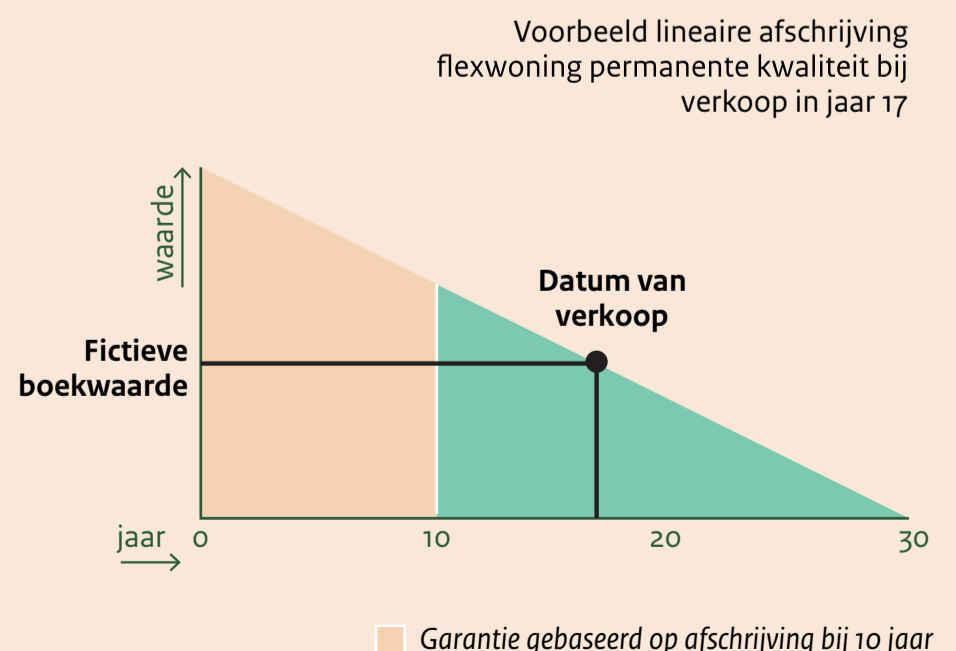 Voorbeeld lineaire afschrijving
flexwoning permanente kwaliteit bij
verkoop in jaar 17
waarde
Datum van
verkoop
Fictieve
boekwaarde
jaar 0 10 20 30
Garantie gebaseerd op afschrijving bij 10 jaar